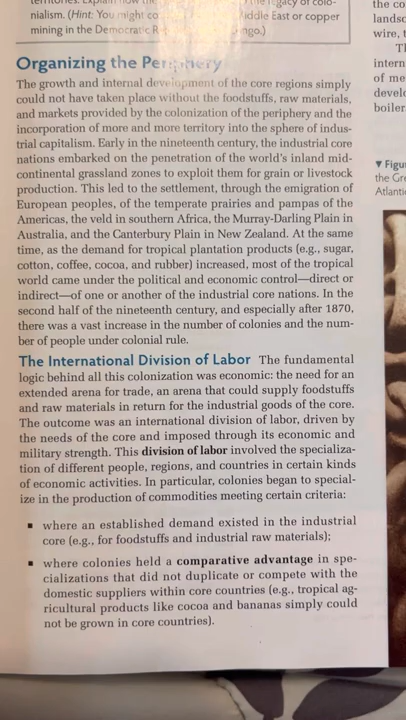 territories. Explain how the legacy of colo-
nialism. (Hint: You might co Middle East or copper
mining in the Democratic R ngo.)
Organizing the Periphery
The growth and internal development of the core regions simply
could not have taken place without the foodstuffs, raw materials,
and markets provided by the colonization of the periphery and the
incorporation of more and more territory into the sphere of indus-
trial capitalism. Early in the nineteenth century, the industrial core
nations embarked on the penetration of the world's inland mid-
continental grassland zones to exploit them for grain or livestock
production. This led to the settlement, through the emigration of
European peoples, of the temperate prairies and pampas of the
Americas, the veld in southern Africa, the Murray-Darling Plain in
Australia, and the Canterbury Plain in New Zealand. At the same
time, as the demand for tropical plantation products (e.g., sugar,
cotton, coffee, cocoa, and rubber) increased, most of the tropical
world came under the political and economic control—direct or
indirect—of one or another of the industrial core nations. In the
second half of the nineteenth century, and especially after 1870,
there was a vast increase in the number of colonies and the num-
ber of people under colonial rule.
The International Division of Labor The fundamental
logic behind all this colonization was economic: the need for an
extended arena for trade, an arena that could supply foodstuffs
and raw materials in return for the industrial goods of the core.
The outcome was an international division of labor, driven by
the needs of the core and imposed through its economic and
military strength. This division of labor involved the specializa-
tion of different people, regions, and countries in certain kinds
of economic activities. In particular, colonies began to special-
ize in the production of commodities meeting certain criteria:
▪ where an established demand existed in the industrial
core (e.g., for foodstuffs and industrial raw materials);
▪ where colonies held a comparative advantage in spe-
cializations that did not duplicate or compete with the
domestic suppliers within core countries (e.g., tropical ag-
ricultural products like cocoa and bananas simply could
not be grown in core countries).
the co
landsc
wire, t
Th
intern
of me
develo
boiler
▼ Figu
the Gre
Atlanti